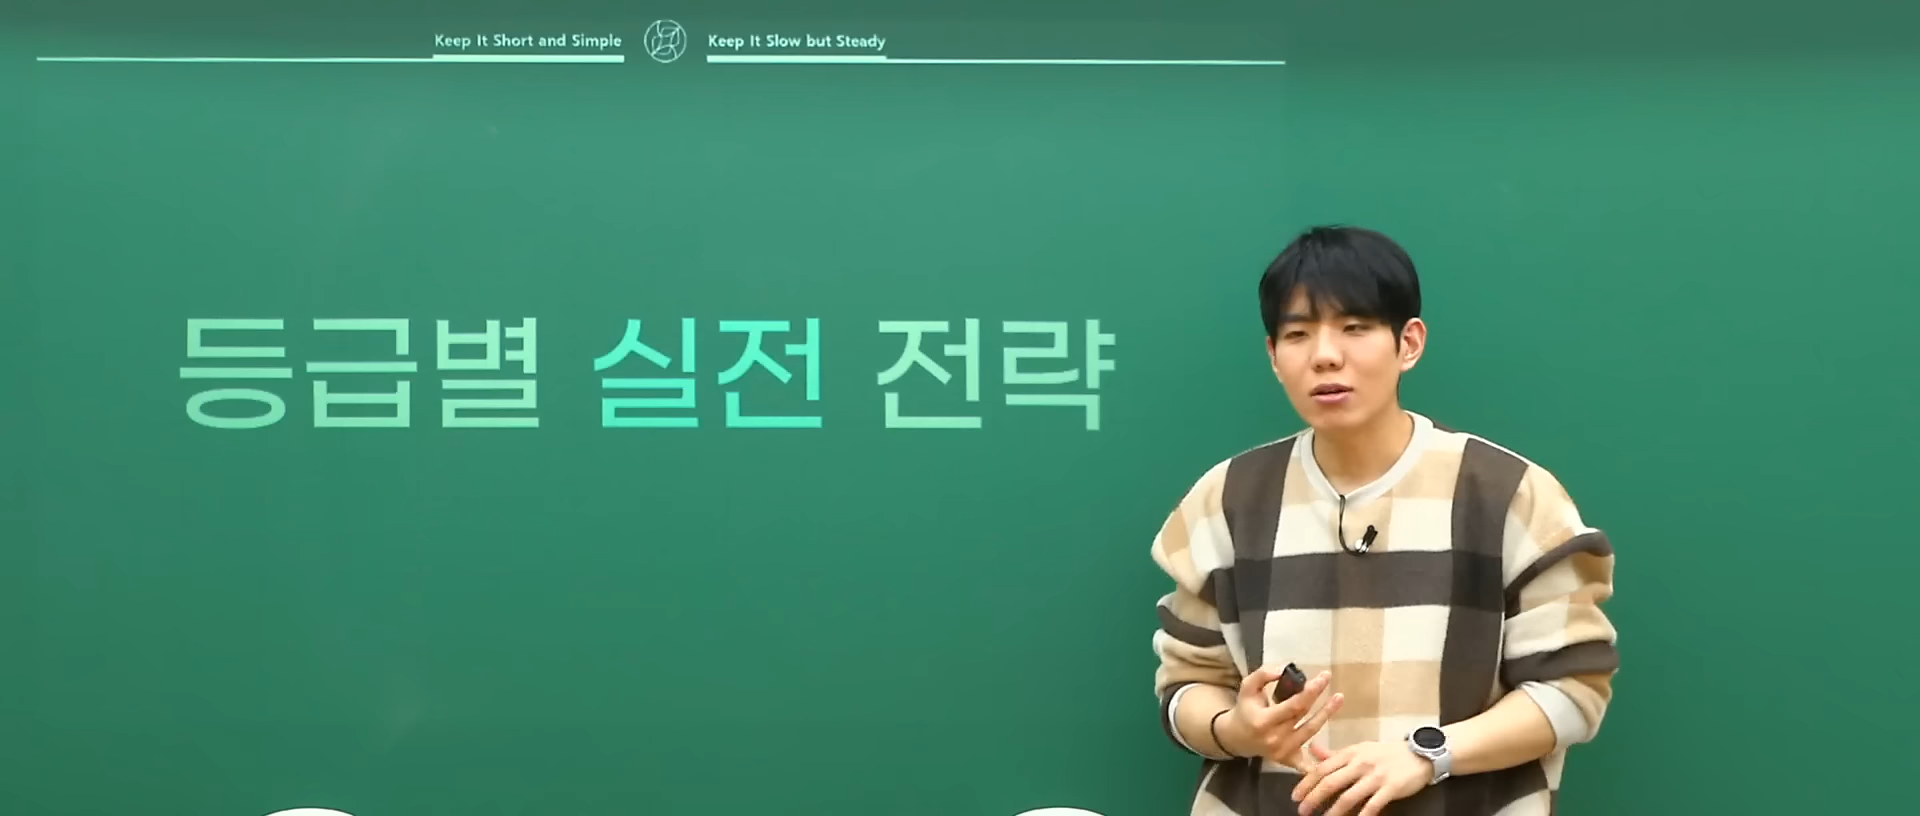 Keep It Short and Simple Keep It Slow but Steady
등급별 실전 전략